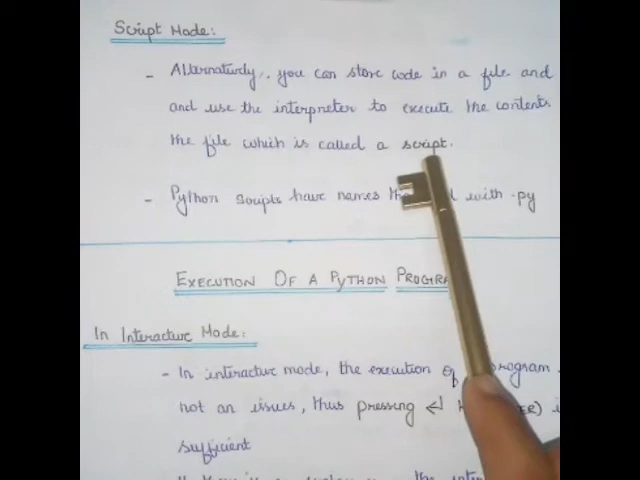 Script Mode:
- Alternaturdy, you can store code in a file and
and use the interpreter to execute the contents
the file which is called a script.
- Python scripts have names with .py
EXECUTION OF A PYTHON
In Interactive Mode:
- In interactive mode, the execution of program
not an issues, thus pressing ↵
sufficient